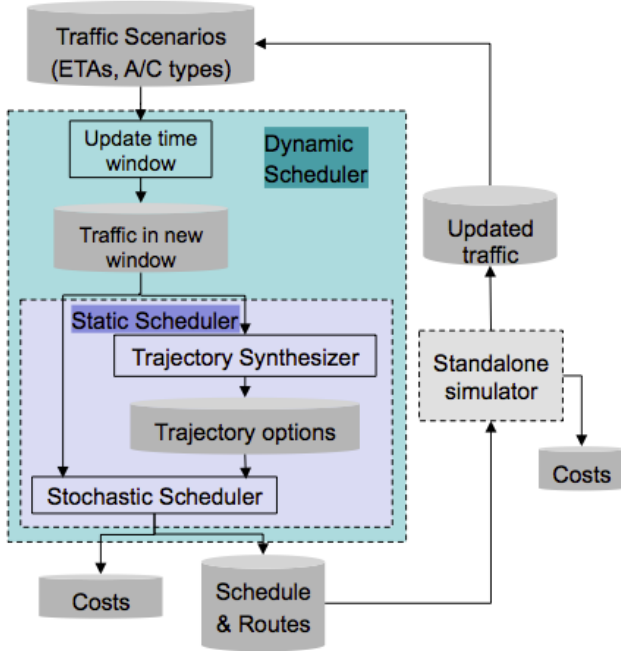 Traffic Scenarios
(ETAs, A/C types)
Update time
window
Dynamic
Scheduler
Traffic in new
window
Updated
traffic
Static Scheduler
Trajectory Synthesizer
Standalone
simulator
Trajectory options
Stochastic Scheduler
Costs
Costs
Schedule
& Routes